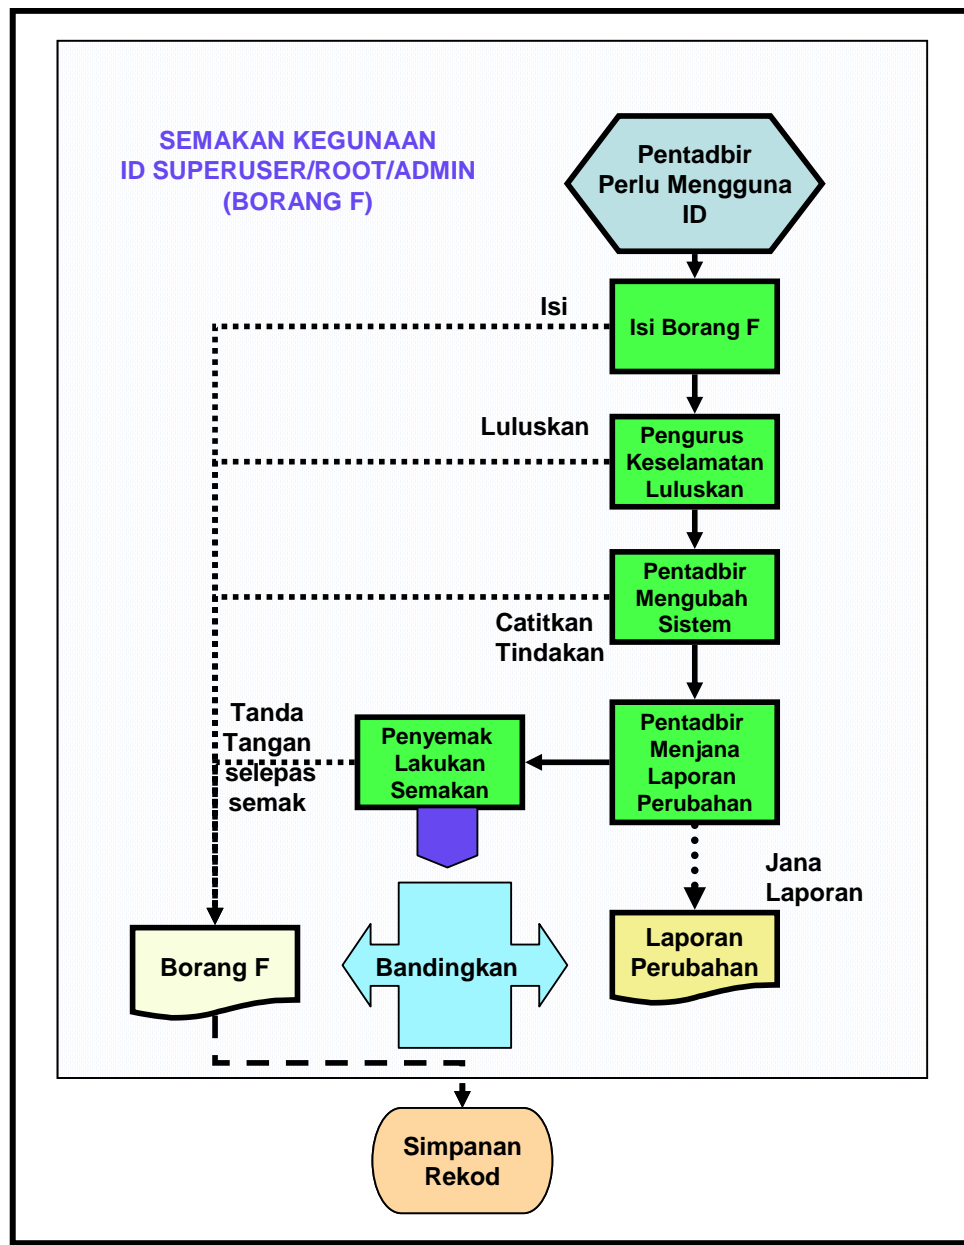 SEMAKAN KEGUNAAN
ID SUPERUSER/ROOT/ADMIN
(BORANG F)
Pentadbir
Perlu Mengguna
ID
Isi
Isi Borang F
Luluskan
Pengurus
Keselamatan
Luluskan
Pentadbir
Mengubah
Sistem
Catitkan
Tindakan
Tanda
Tangan
selepas
semak
Penyemak
Lakukan
Semakan
Pentadbir
Menjana
Laporan
Perubahan
Jana
Laporan
Borang F
Bandingkan
Laporan
Perubahan
Simpanan
Rekod